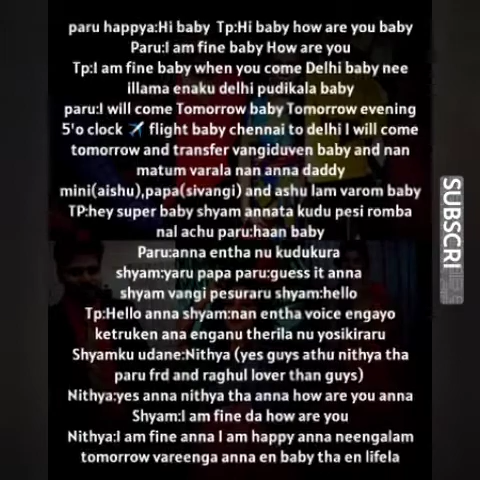 paru happya:Hi baby Tp:Hi baby how are you baby
Paru:I am fine baby How are you
Tp:I am fine baby when you come Delhi baby nee
illama enaku delhi pudikala baby
paru:I will come Tomorrow baby Tomorrow evening
5'o clock ✈️ flight baby chennai to delhi I will come
tomorrow and transfer vangiduven baby and nan
matum varala nan anna daddy
mini(aishu),papa(sivangi) and ashu lam varom baby
TP:hey super baby shyam annata kudu pesi romba
nal achu paru:haan baby
Paru:anna entha nu kudukura
shyam:yaru papa paru:guess it anna
shyam vangi pesuraru shyam:hello
Tp:Hello anna shyam:nan entha voice engayo
ketruken ana enganu therila nu yosikiraru
Shyamku udane:Nithya (yes guys athu nithya tha
paru frd and raghul lover than guys)
Nithya:yes anna nithya tha anna how are you anna
Shyam:I am fine da how are you
Nithya:I am fine anna I am happy anna neengalam
tomorrow vareenga anna en baby tha en lifela
SUBSCRI